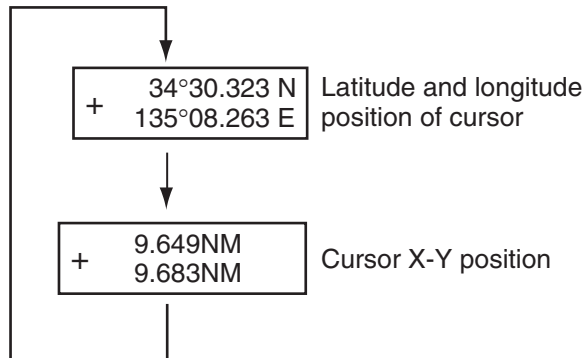 + 34°30.323 N
135°08.263 E
Latitude and longitude
position of cursor
+ 9.649NM
9.683NM
Cursor X-Y position